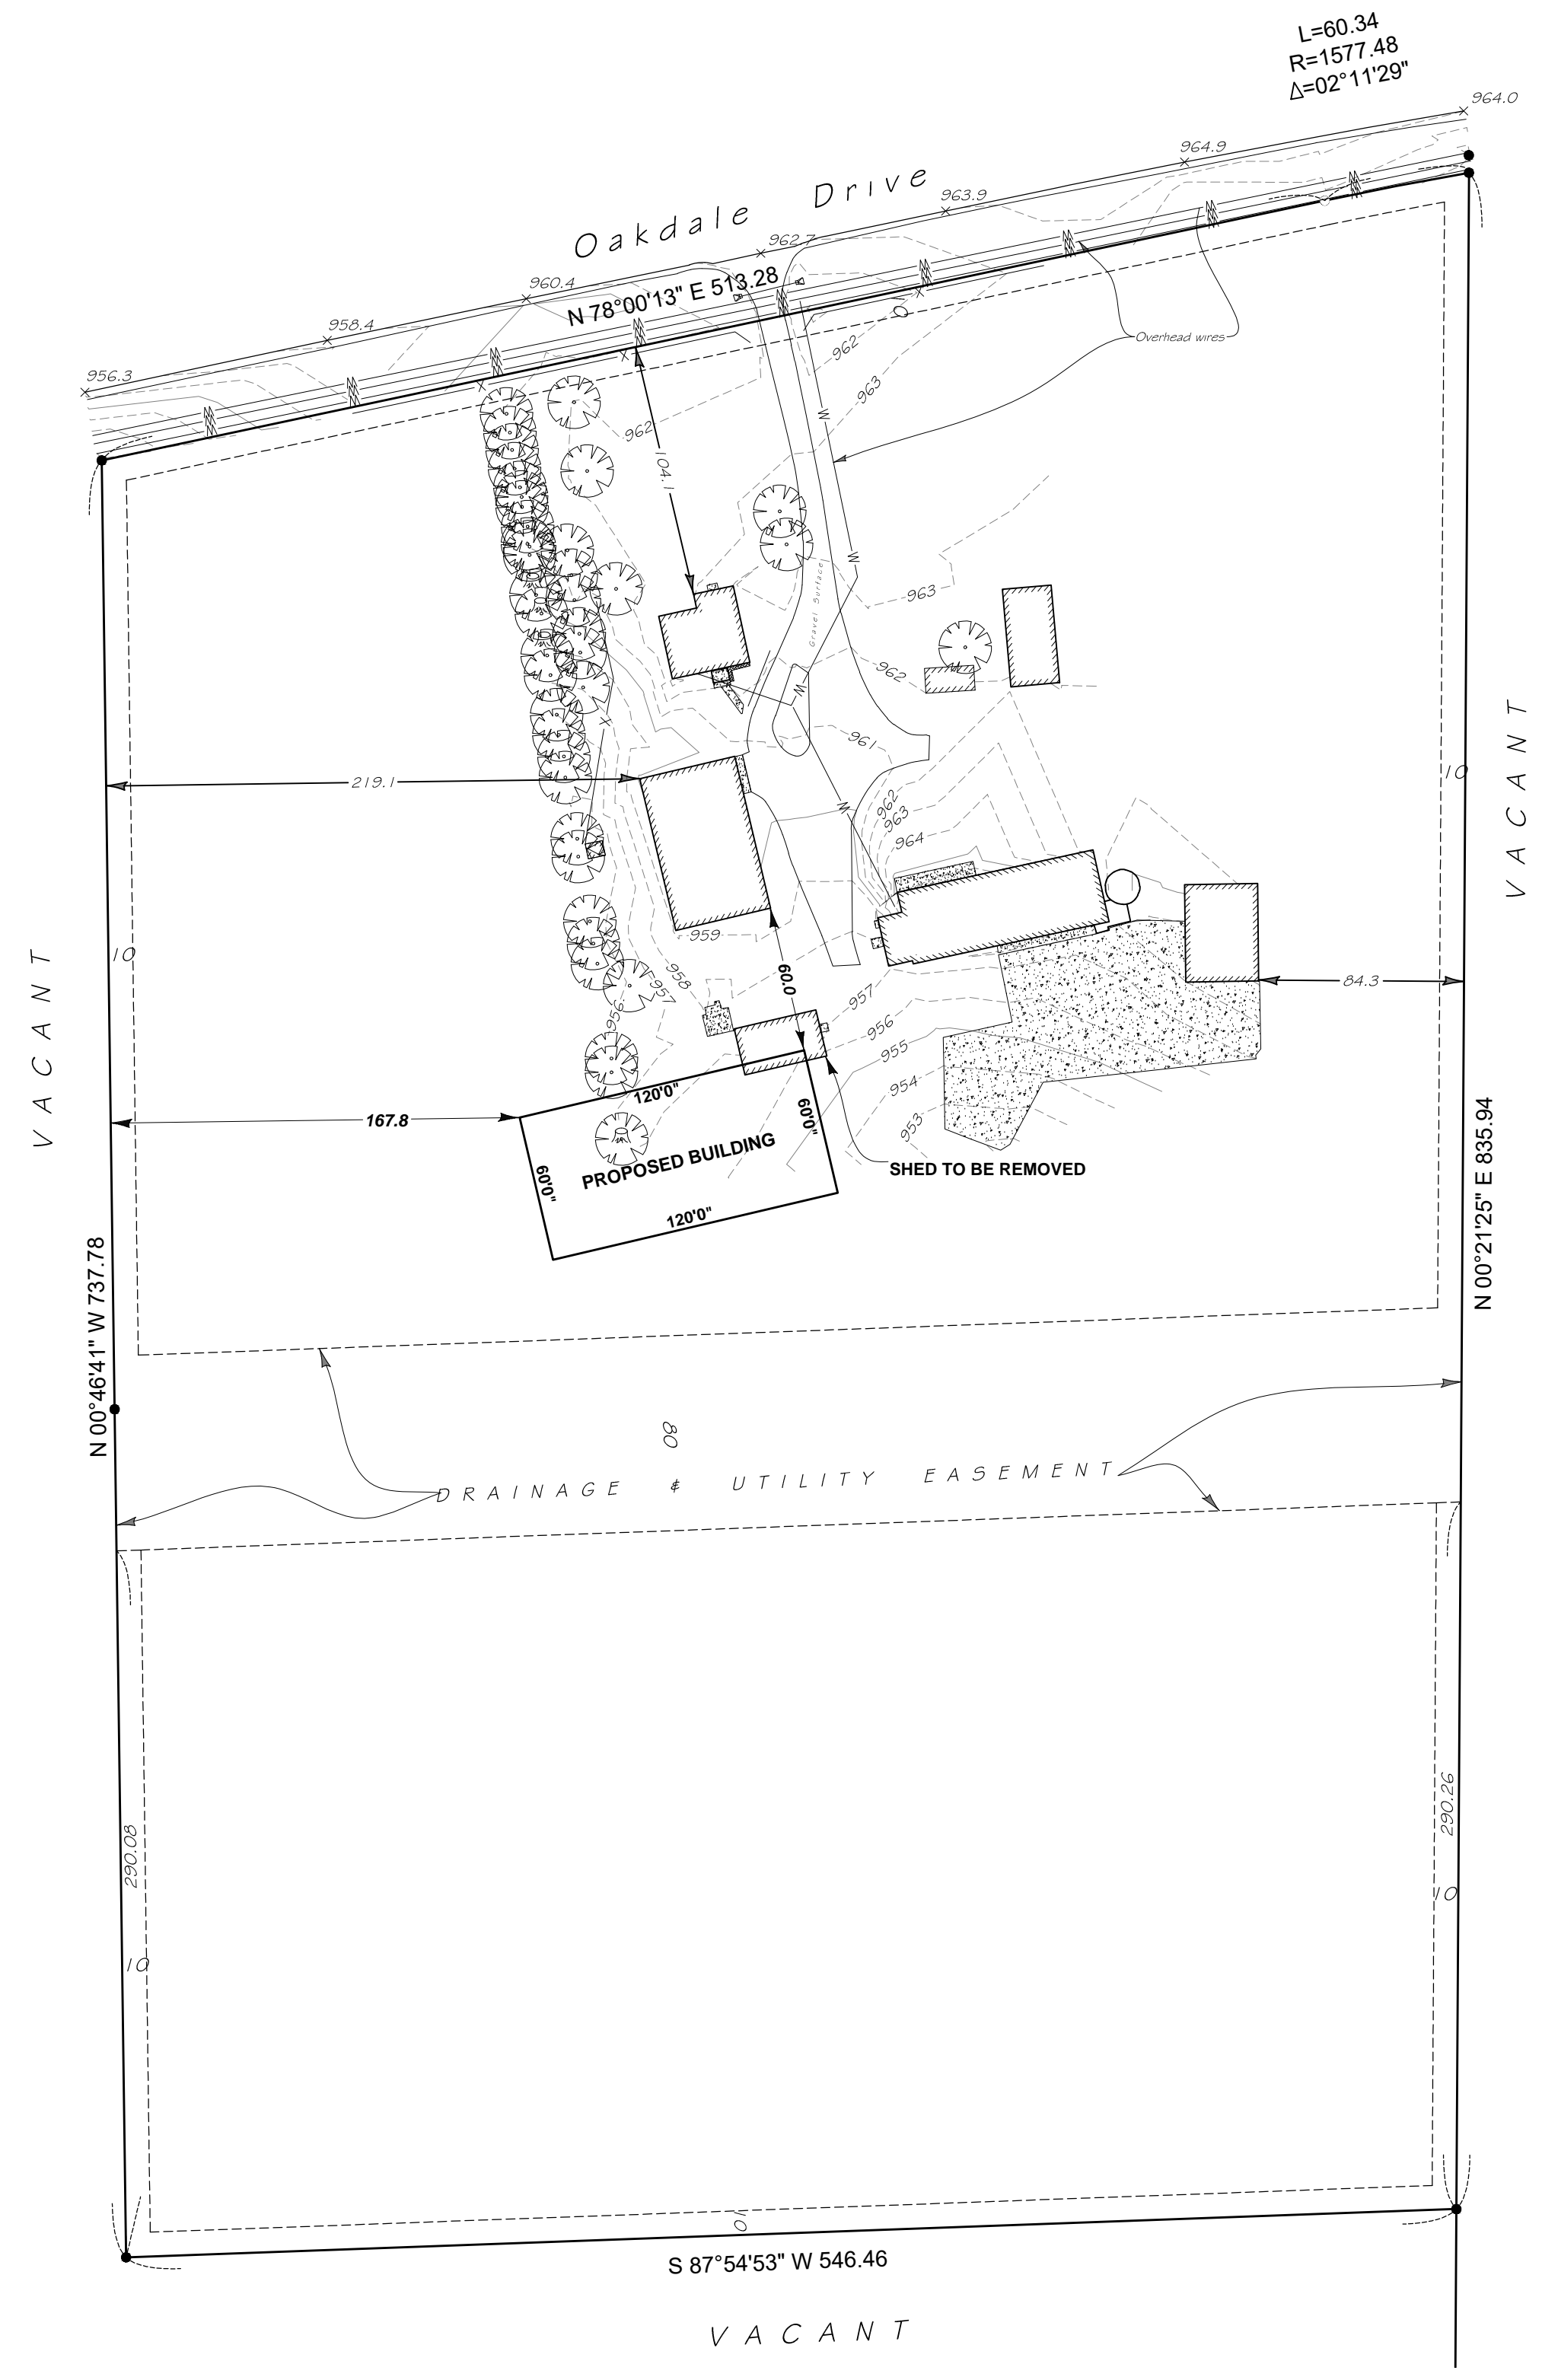 L=60.34
R=1577.48
Δ=02°11'29"
964.0
964.9
963.9
962.7
960.4
958.4
956.3
Oakdale Drive
N 78°00'13" E 513.28
10
Overhead wires
962
963
962
W
104.1
W
Gravel Surface
963
962
W
W
961
X
219.1
10
VACANT
962
963
964
W
959
958
957
956
60.0
957
956
955
954
953
84.3
10
VACANT
167.8
120'0"
60'0"
60'0"
PROPOSED BUILDING
120'0"
SHED TO BE REMOVED
N 00°46'41" W 737.78
N 00°21'25" E 835.94
80
DRAINAGE & UTILITY EASEMENT
290.08
290.26
10
10
10
S 87°54'53" W 546.46
VACANT